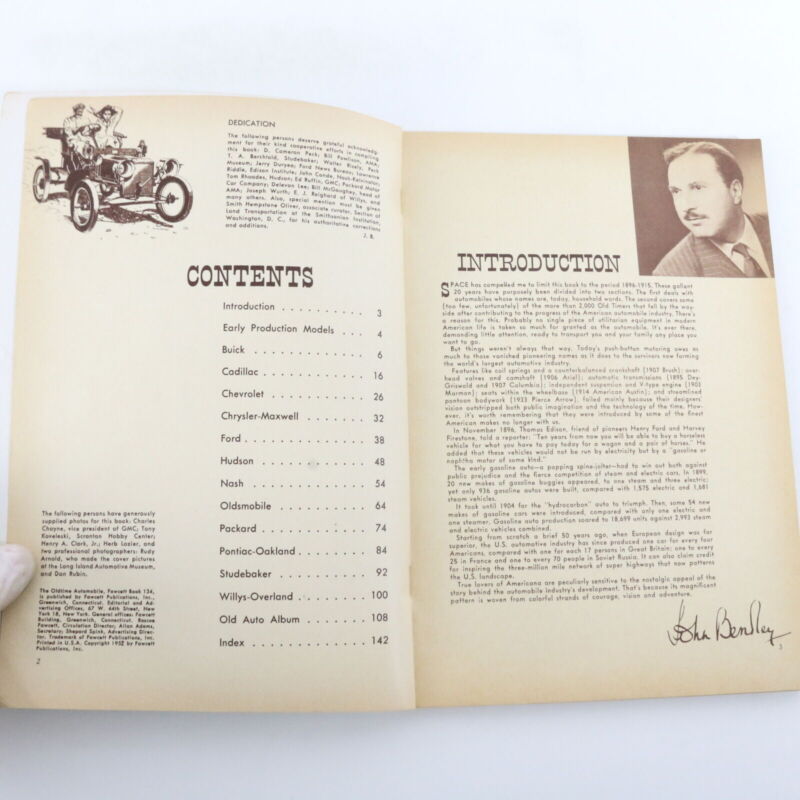 DEDICATION
The following persons deserve grateful acknowledg-
ment for their kind cooperative efforts in compiling
this book: D. Cameron Peck; Bill Powlison, AMA;
T. A. Berchtold, Studebaker; Walter Risely, Peck
Museum; Jerry Duryea; Ford News Bureau; Lawrence
Riddle, Edison Institute; John Conde, Nash-Kelvinator;
Tom Rhoades, Hudson; Ed Ruffin, GMC; Packard Motor
Car Company; Delevan Lee; Bill McGaughey, head of
AMA; Joseph Wurth; E. J. Reighard of Willys, and
many others. Also, special mention must be given
Smith Hempstone Oliver, associate curator, Section of
Land Transportation at the Smithsonian Institution,
Washington, D. C., for his authoritative corrections
and additions.
J. B.
CONTENTS
Introduction . . . . . . . . . 3
Early Production Models . . . . 4
Buick . . . . . . . . . . . . 6
Cadillac . . . . . . . . . . . 16
Chevrolet . . . . . . . . . . 26
Chrysler-Maxwell . . . . . . . 32
Ford . . . . . . . . . . . . . 38
Hudson . . . . . . . . . . . 48
Nash . . . . . . . . . . . . 54
Oldsmobile . . . . . . . . . . 64
Packard . . . . . . . . . . . 74
Pontiac-Oakland . . . . . . . . 84
Studebaker . . . . . . . . . . 92
Willys-Overland . . . . . . . . 100
Old Auto Album . . . . . . . . 108
Index . . . . . . . . . . . . 142
The following persons have generously
supplied photos for this book: Charles
Chayne, vice president of GMC; Tony
Koveleski, Scranton Hobby Center;
Henry A. Clark, Jr.; Herb Lozier, and
two professional photographers: Rudy
Arnold, who made the cover pictures
at the Long Island Automotive Museum,
and Dan Rubin.
The Oldtime Automobile, Fawcett Book 134,
is published by Fawcett Publications, Inc.,
Greenwich, Connecticut. Editorial and Ad-
vertising Offices, 67 W. 44th Street, New
York 18, New York. General offices: Fawcett
Building, Greenwich, Connecticut. Roscoe
Fawcett, Circulation Director; Allan Adams,
Secretary; Shepard Spink, Advertising Direc-
tor. Trademark of Fawcett Publications, Inc.
Printed in U.S.A. Copyright 1952 by Fawcett
Publications, Inc.
2
INTRODUCTION
SPACE has compelled me to limit this book to the period 1896-1915. These gallant
20 years have purposely been divided into two sections. The first deals with
automobiles whose names are, today, household words. The second covers some
(too few, unfortunately) of the more than 2,000 Old Timers that fell by the way-
side after contributing to the progress of the American automobile industry. There's
a reason for this. Probably no single piece of utilitarian equipment in modern
American life is taken so much for granted as the automobile. It's ever there,
demanding little attention, ready to transport you and your family any place you
want to go.
But things weren't always that way. Today's push-button motoring owes as
much to those vanished pioneering names as it does to the survivors now forming
the world's largest automotive industry.
Features like coil springs and a counterbalanced crankshaft (1907 Brush); over-
head valves and camshaft (1906 Ariel); automatic transmissions (1895 Dey-
Griswold and 1907 Columbia); independent suspension and V-type engine (1903
Marmon); seats within the wheelbase (1914 American Austin); and streamlined
pontoon bodywork (1933 Pierce Arrow), failed mainly because their designers'
vision outstripped both public imagination and the technology of the time. How-
ever, it's worth remembering that they were introduced by some of the finest
American makes no longer with us.
In November 1896, Thomas Edison, friend of pioneers Henry Ford and Harvey
Firestone, told a reporter: "Ten years from now you will be able to buy a horseless
vehicle for what you have to pay today for a wagon and a pair of horses." He
added that these vehicles would not be run by electricity but by a "gasoline or
naphtha motor of some kind."
The early gasoline auto—a popping spine-jolter—had to win out both against
public prejudice and the fierce competition of steam and electric cars. In 1899,
20 new makes of gasoline buggies appeared, to one steam and three electric;
yet only 936 gasoline autos were built, compared with 1,575 electric and 1,681
steam vehicles.
It took until 1904 for the "hydrocarbon" auto to triumph. Then, some 54 new
makes of gasoline cars were introduced, compared with only one electric and
one steamer. Gasoline auto production soared to 18,699 units against 2,993 steam
and electric vehicles combined.
Starting from scratch a brief 50 years ago, when European design was far
superior, the U.S. automotive industry has since produced one car for every four
Americans, compared with one for each 17 persons in Great Britain; one to every
25 in France and one to every 70 people in Soviet Russia. It can also claim credit
for inspiring the three-million mile network of super highways that now patterns
the U.S. landscape.
True lovers of Americana are peculiarly sensitive to the nostalgic appeal of the
story behind the automobile industry's development. That's because its magnificent
pattern is woven from colorful strands of courage, vision and adventure.
John Bentley
3